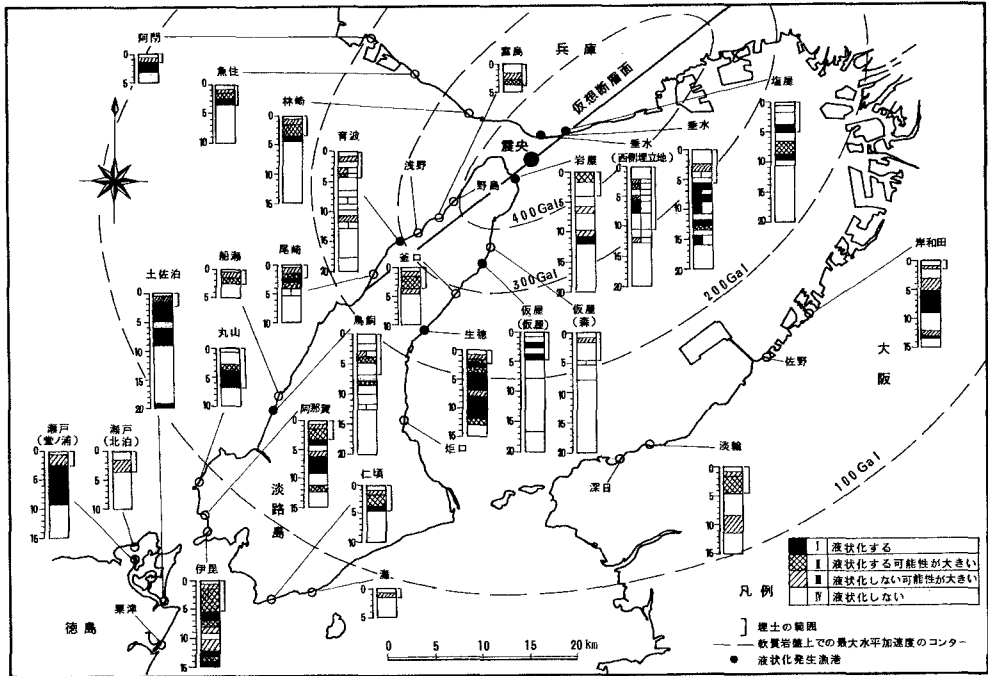 阿閇
兵庫
富島
魚住
仮想断層面
塩屋
林崎
垂水
震央
育波
浅野
岩屋
垂水
(西側埋立地)
野島
400Gals
岸和田
船瀬
尾崎
釜口
300Gal
200Gal
土佐泊
丸山
鳥飼
生穂
仮屋
(仮屋)
仮屋
(森)
大阪
佐野
瀬戸
(堂ノ浦)
瀬戸
(北泊)
阿那賀
炬口
淡輪
深日
100Gal
淡路島
仁頃
伊毘
灘
粟津
徳島
凡例
Ⅰ 液状化する
Ⅱ 液状化する可能性が大きい
Ⅲ 液状化しない可能性が大きい
Ⅳ 液状化しない
埋土の範囲
軟質岩盤上での最大水平加速度のコンター
液状化発生漁港
0 10 20 km